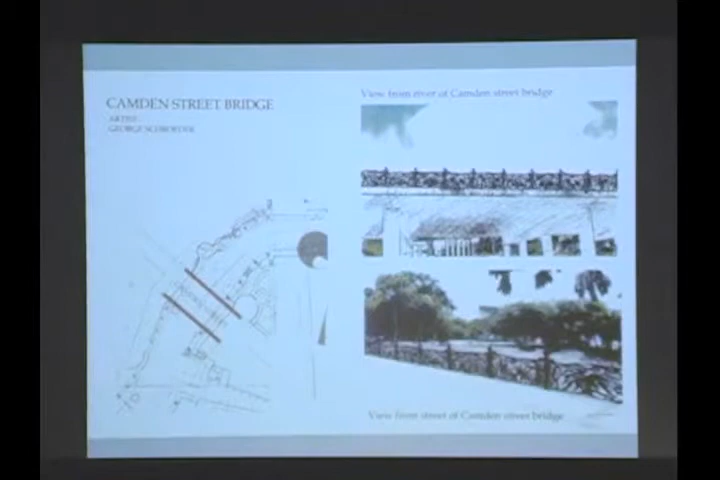 CAMDEN STREET BRIDGE
ARTIST:
GEORGE SCHROEDER
View from river of Camden street bridge
View from street of Camden street bridge